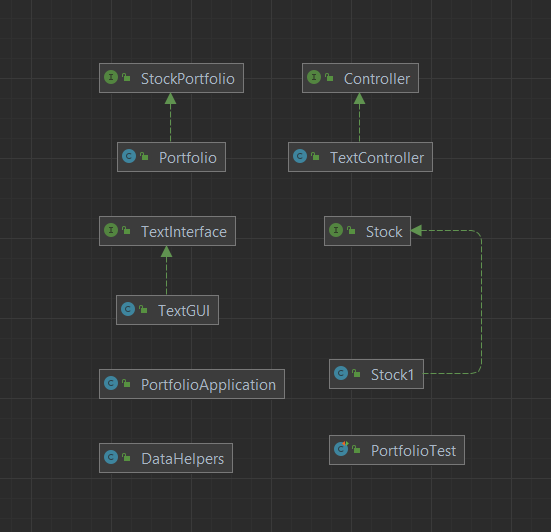 I StockPortfolio
I Controller
C Portfolio
C TextController
I TextInterface
I Stock
C TextGUI
C Stock1
C PortfolioApplication
C PortfolioTest
C DataHelpers